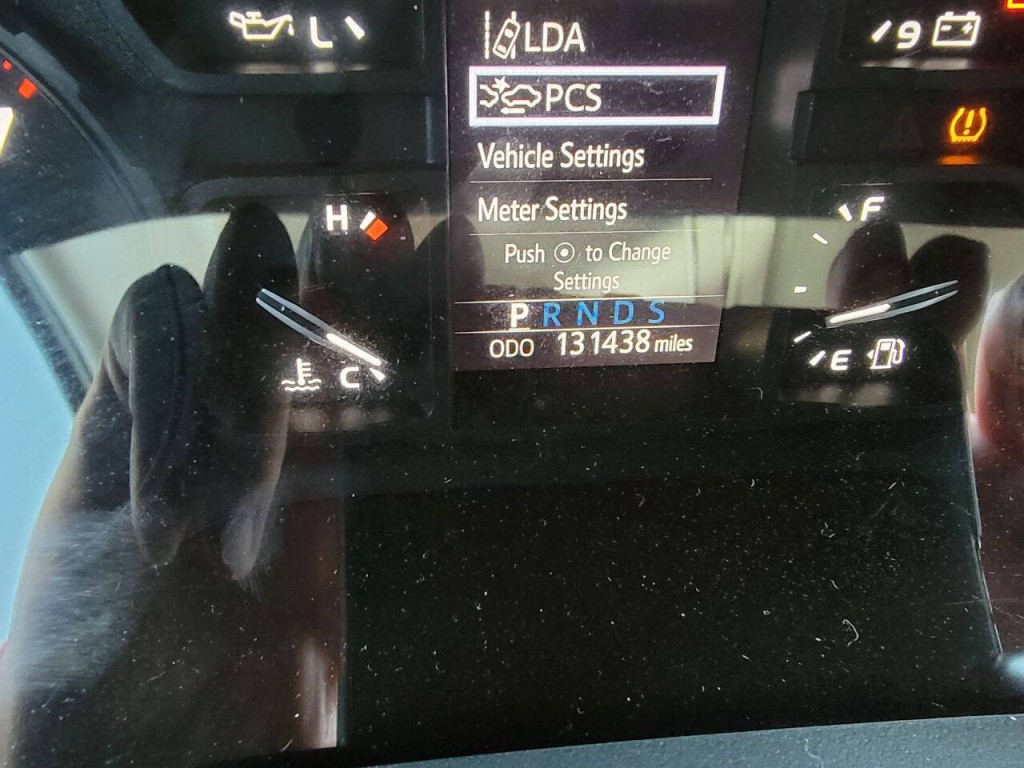 L
LDA
9
PCS
Vehicle Settings
H
Meter Settings
F
Push to Change
Settings
P R N D S
ODO 131438 miles
C
E